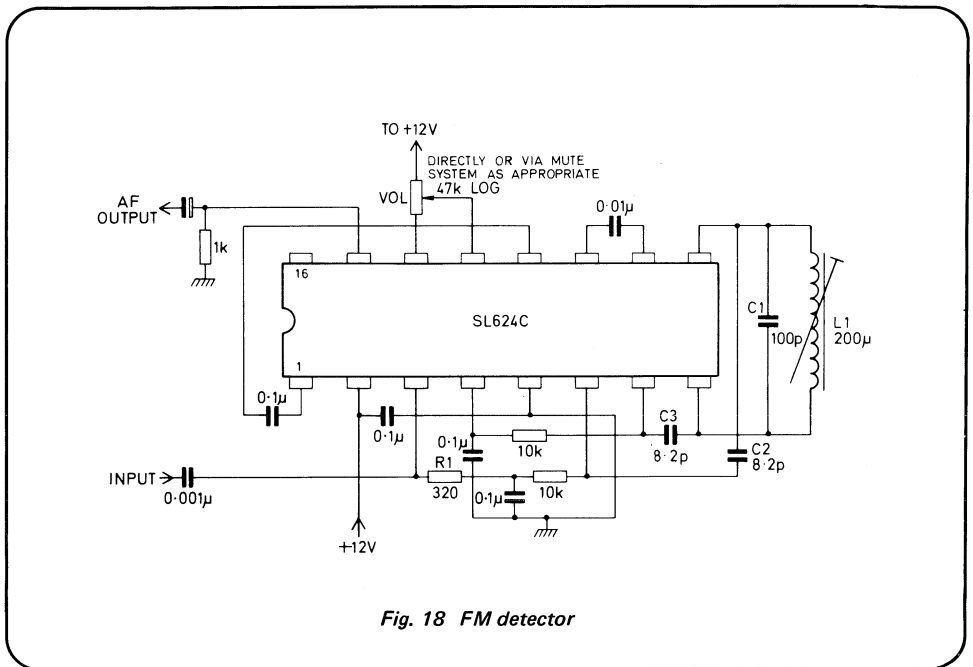 TO +12V
DIRECTLY OR VIA MUTE
SYSTEM AS APPROPRIATE
47k LOG
VOL
AF
OUTPUT
1k
0·01µ
16
SL624C
1
C1
100p
L1
200µ
0·1µ
0·1µ
0·1µ
10k
C3
8·2p
C2
8·2p
INPUT
0·001µ
R1
320
0·1µ
10k
+12V
Fig. 18 FM detector